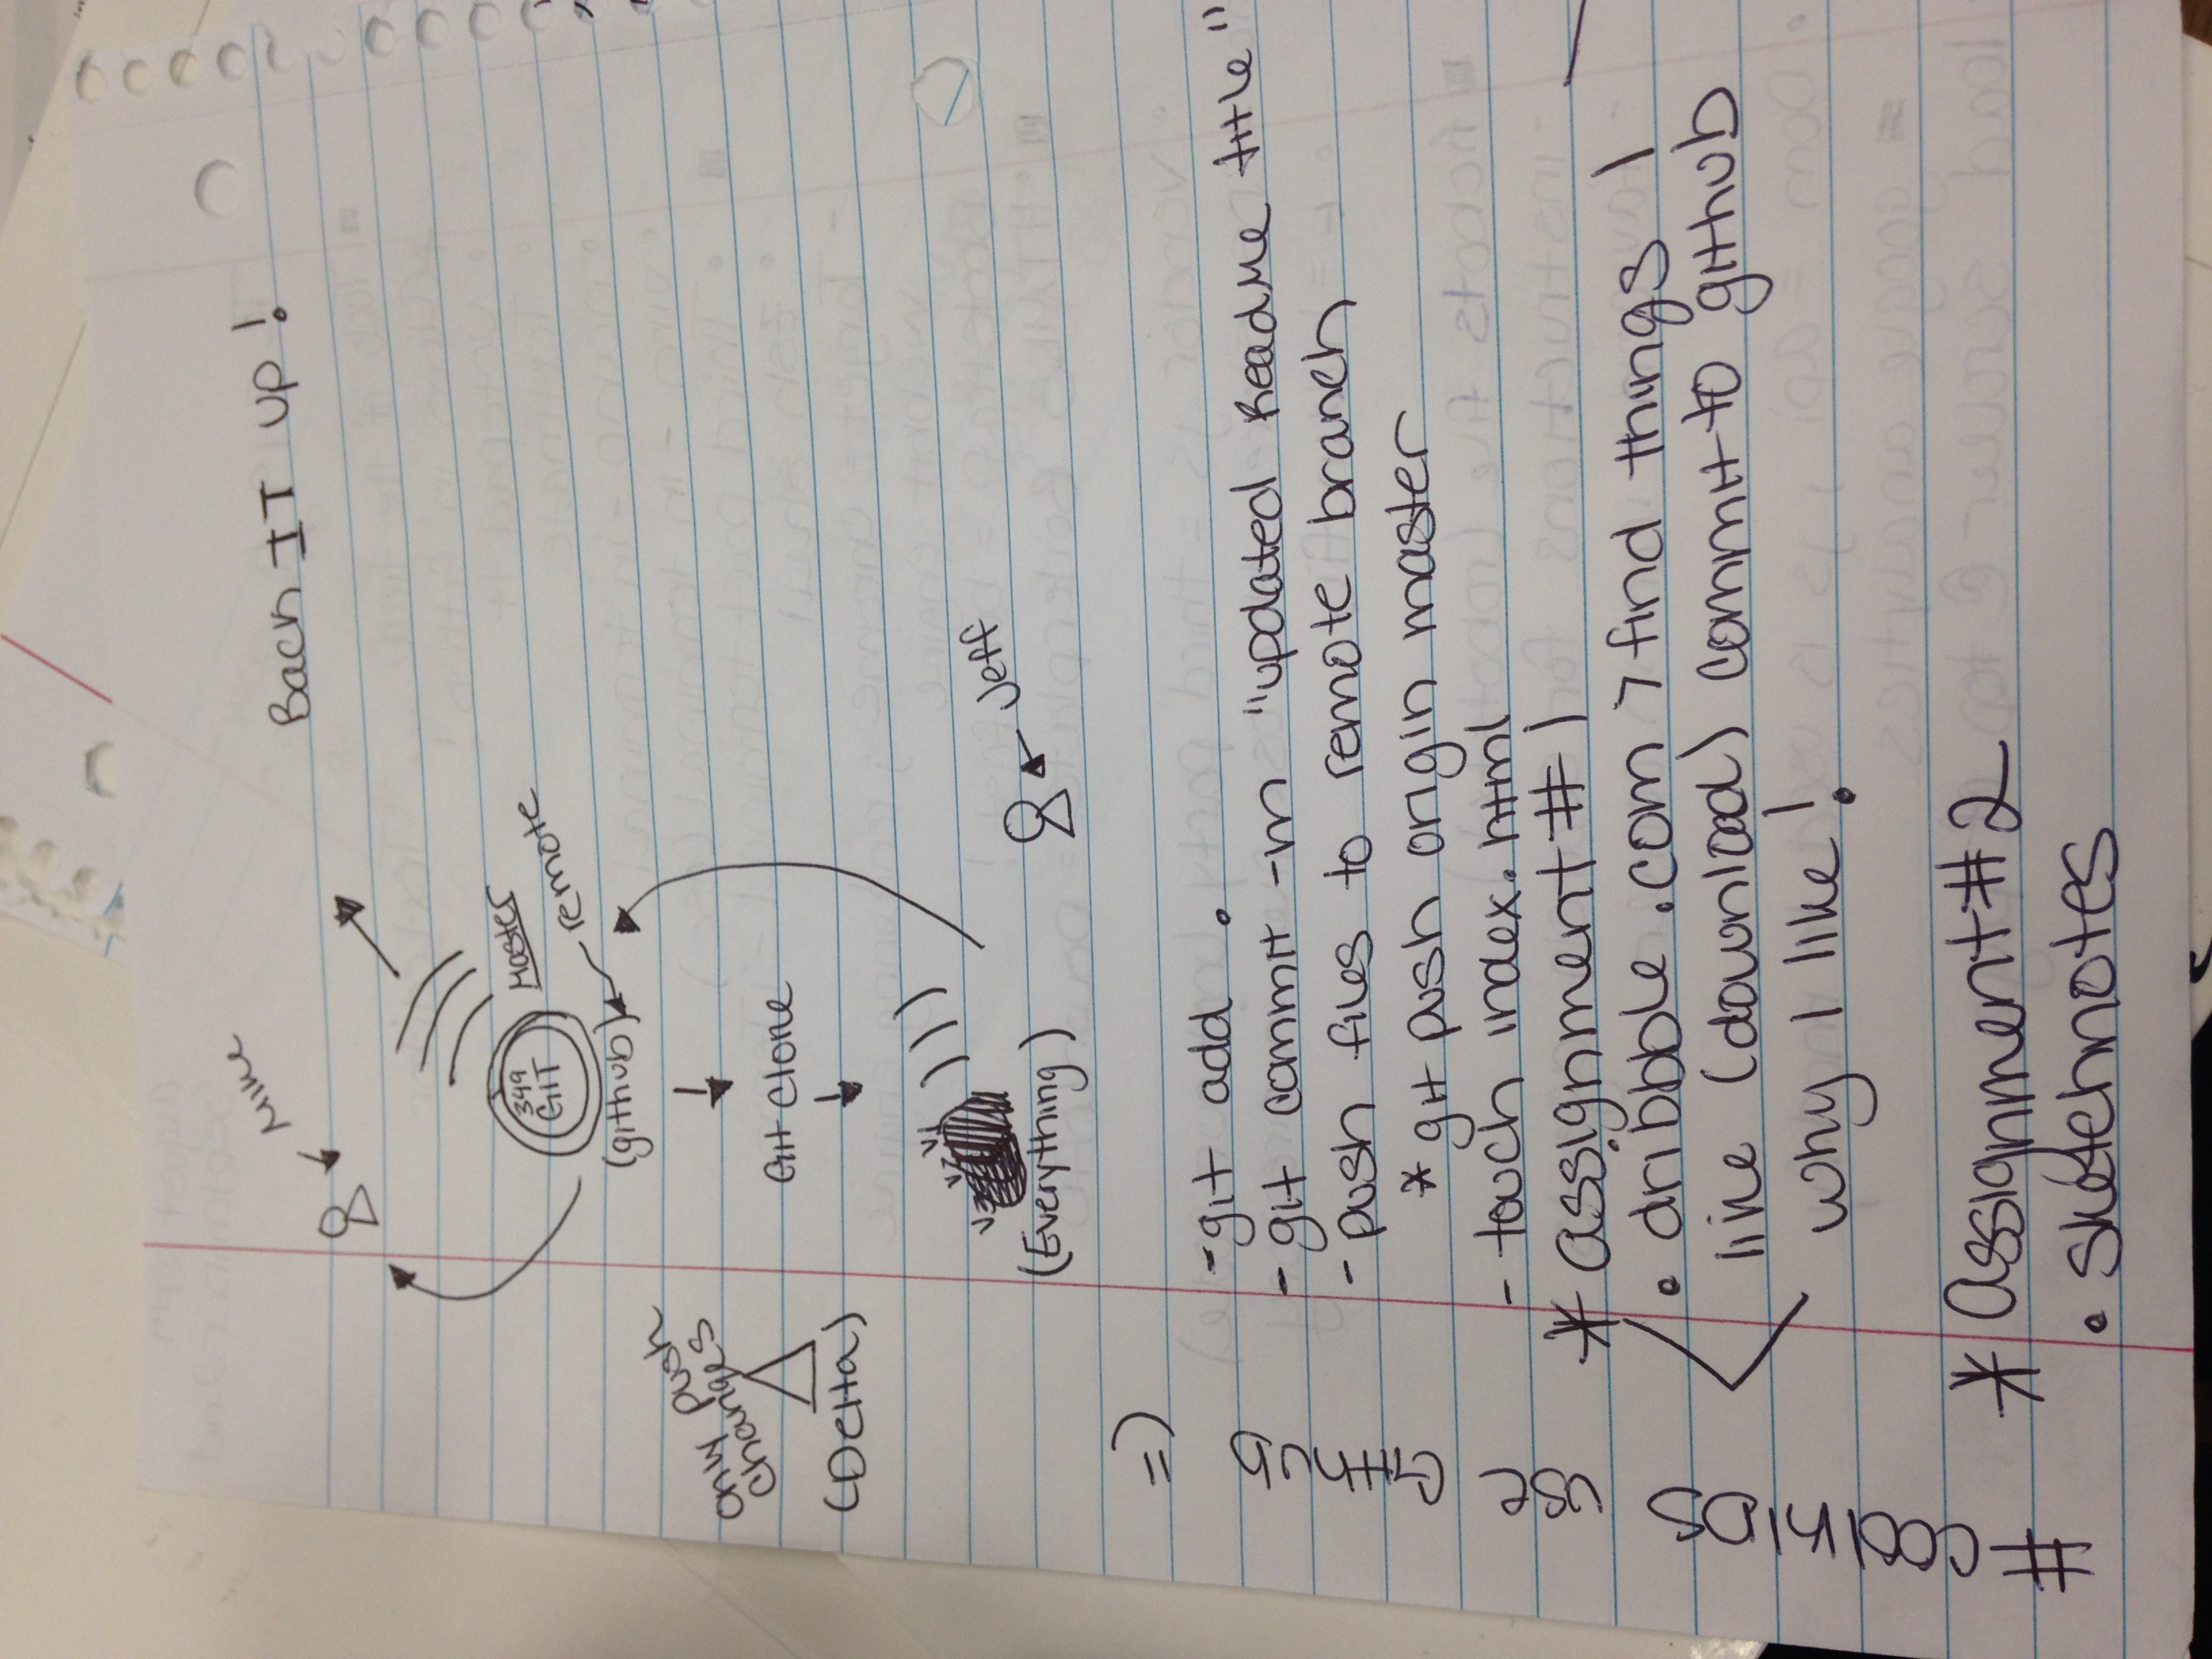 Mike
Back IT up!
349
GIT
Master
remote
(github)
only push
changes
(Delta)
Git clone
V1
V2
V3
(Everything)
Jeff
-git add .
-git commit -m "updated ReadMe title"
-push files to remote branch
*git push origin master
- touch index.html
* assignment #1
. dribbble.com > find things I
like (download) commit to github
why I like!
* assignment #2
. sketchnotes
#coolkids use Github =)